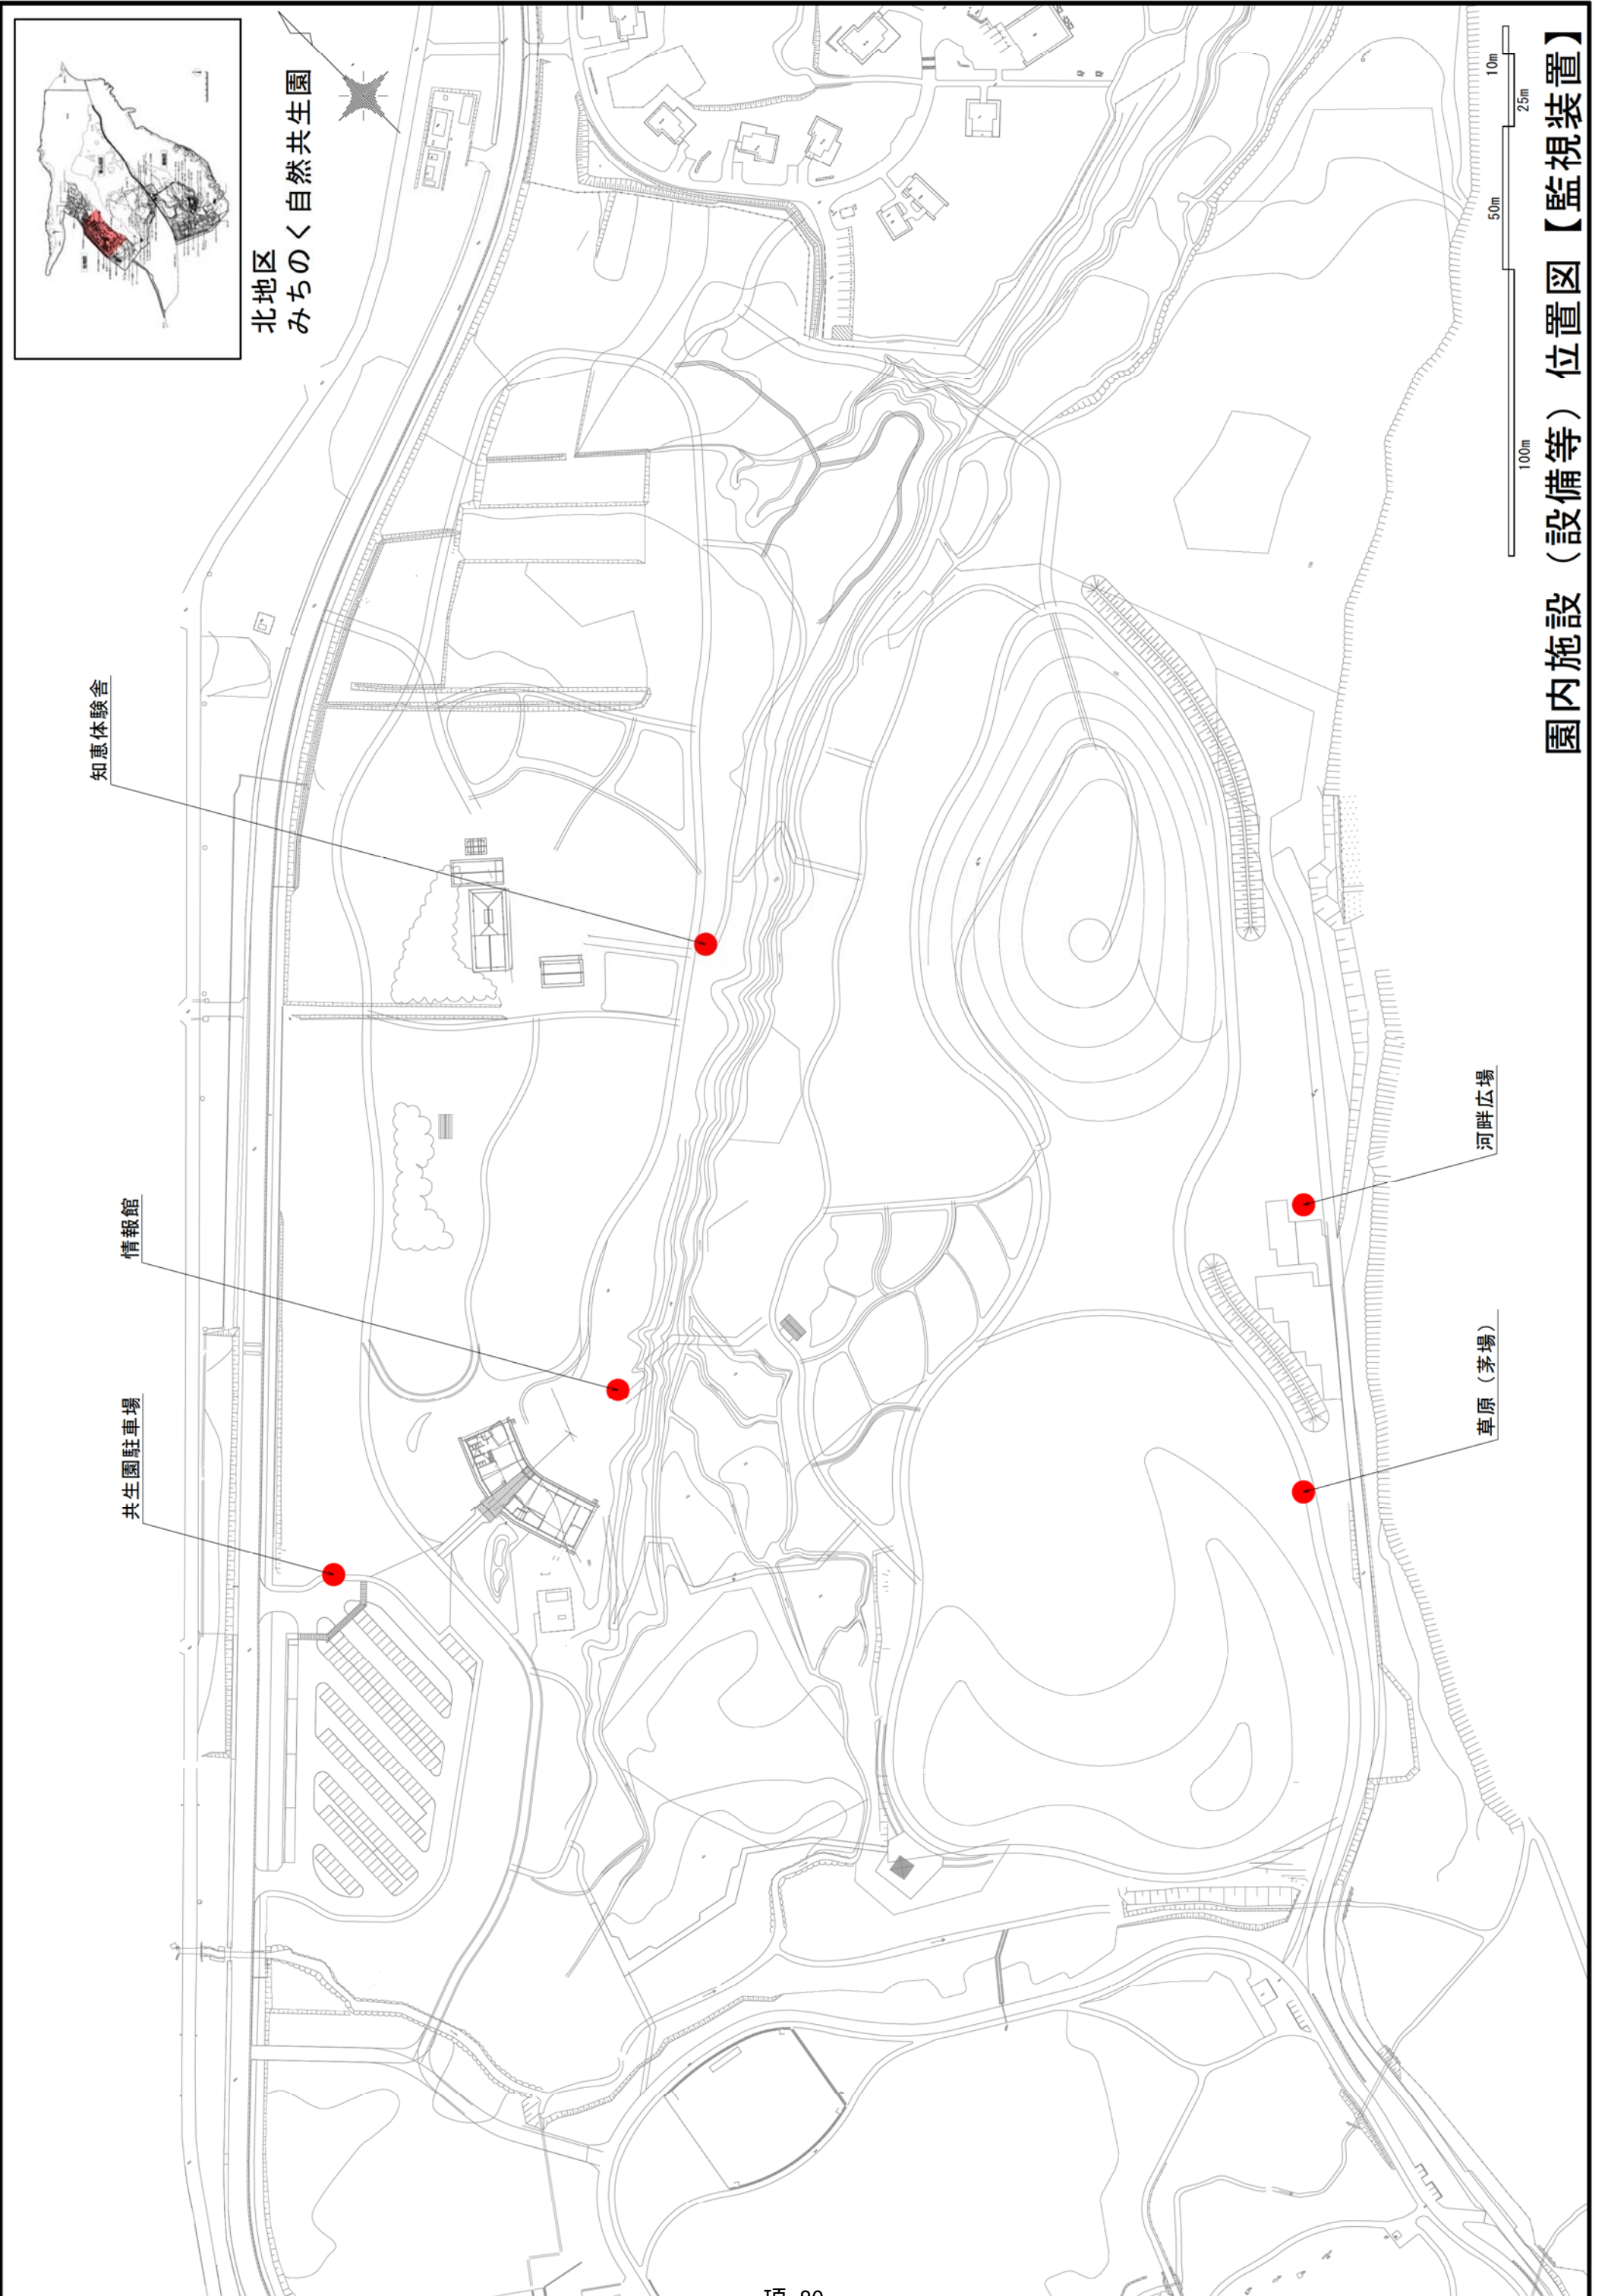 北地区
みちのく自然共生園
共生園駐車場
情報館
知恵体験舎
草原（茅場）
河畔広場
100m
50m
25m
10m
園内施設（設備等）位置図【監視装置】